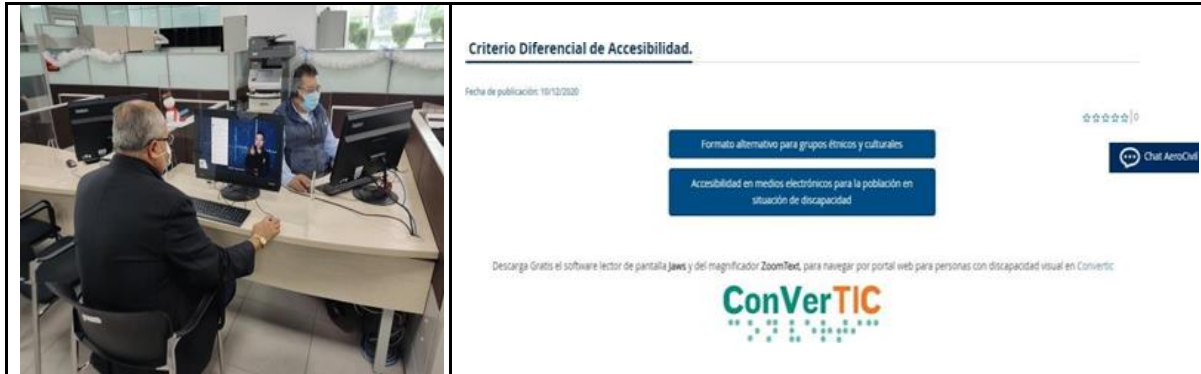 Criterio Diferencial de Accesibilidad.
Fecha de publicación: 10/12/2020
0
Formato alternativo para grupos étnicos y culturales
Chat AeroCivil
Accesibilidad en medios electrónicos para la población en
situación de discapacidad
Descarga Gratis el software lector de pantalla Jaws y del magnificador ZoomText, para navegar por portal web para personas con discapacidad visual en Convertic
ConVerTIC